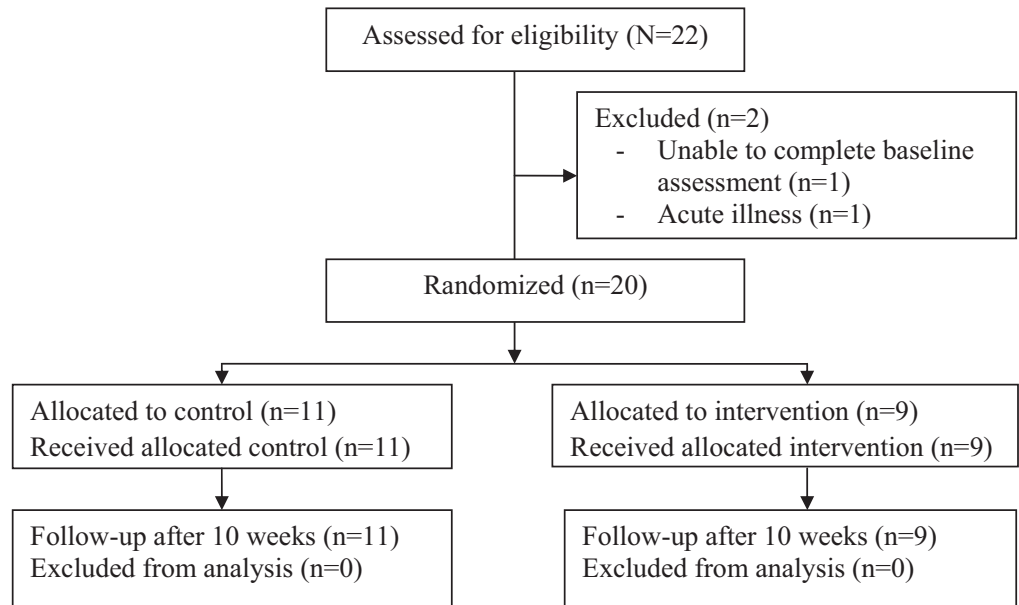 Assessed for eligibility (N=22)
Excluded (n=2)
- Unable to complete baseline
assessment (n=1)
- Acute illness (n=1)
Randomized (n=20)
Allocated to control (n=11)
Received allocated control (n=11)
Allocated to intervention (n=9)
Received allocated intervention (n=9)
Follow-up after 10 weeks (n=11)
Excluded from analysis (n=0)
Follow-up after 10 weeks (n=9)
Excluded from analysis (n=0)